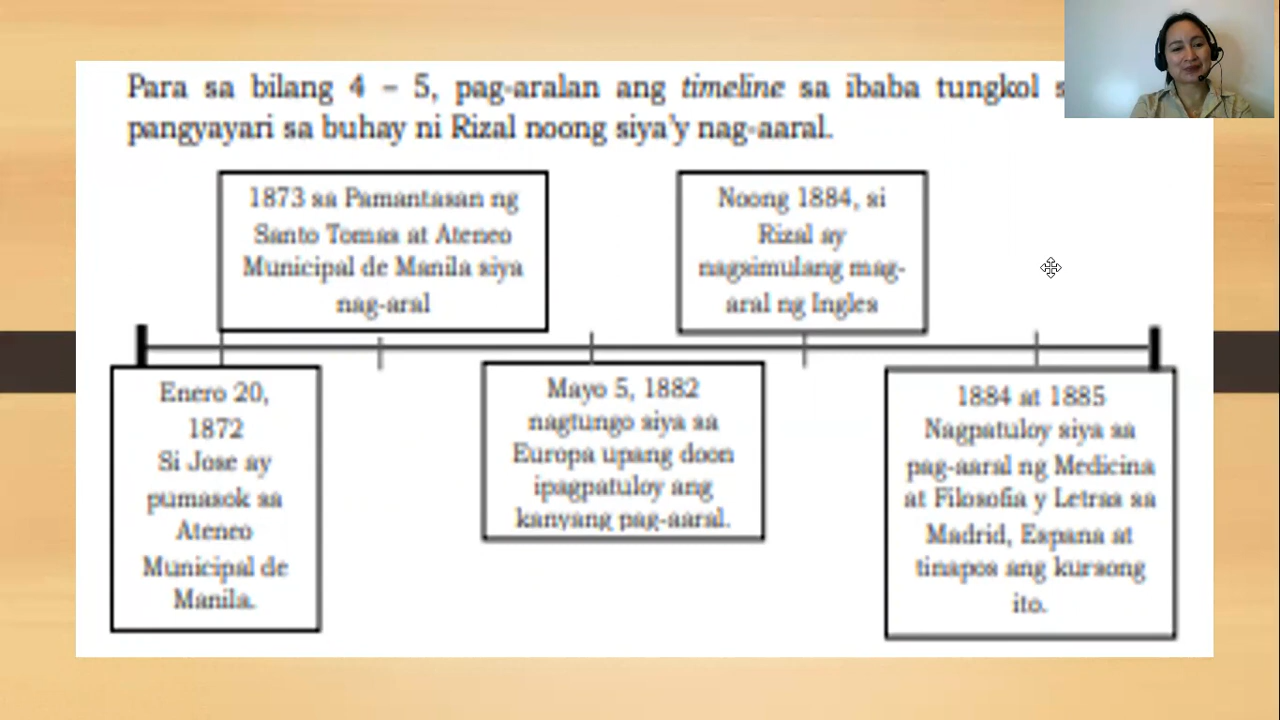 Para sa bilang 4 – 5, pag-aralan ang timeline sa ibaba tungkol
pangyayari sa buhay ni Rizal noong siya'y nag-aaral.
1873 sa Pamantasan ng
Santo Tomas at Ateneo
Municipal de Manila siya
nag-aral
Noong 1884, si
Rizal ay
nagsimulang mag-
aral ng Ingles
Enero 20,
1872
Si Jose ay
pumasok sa
Ateneo
Municipal de
Manila.
Mayo 5, 1882
nagtungo siya sa
Europa upang doon
ipagpatuloy ang
kanyang pag-aaral.
1884 at 1885
Nagpatuloy siya sa
pag-aaral ng Medicina
at Filosofia y Letras sa
Madrid, Espana at
tinapos ang kursong
ito.